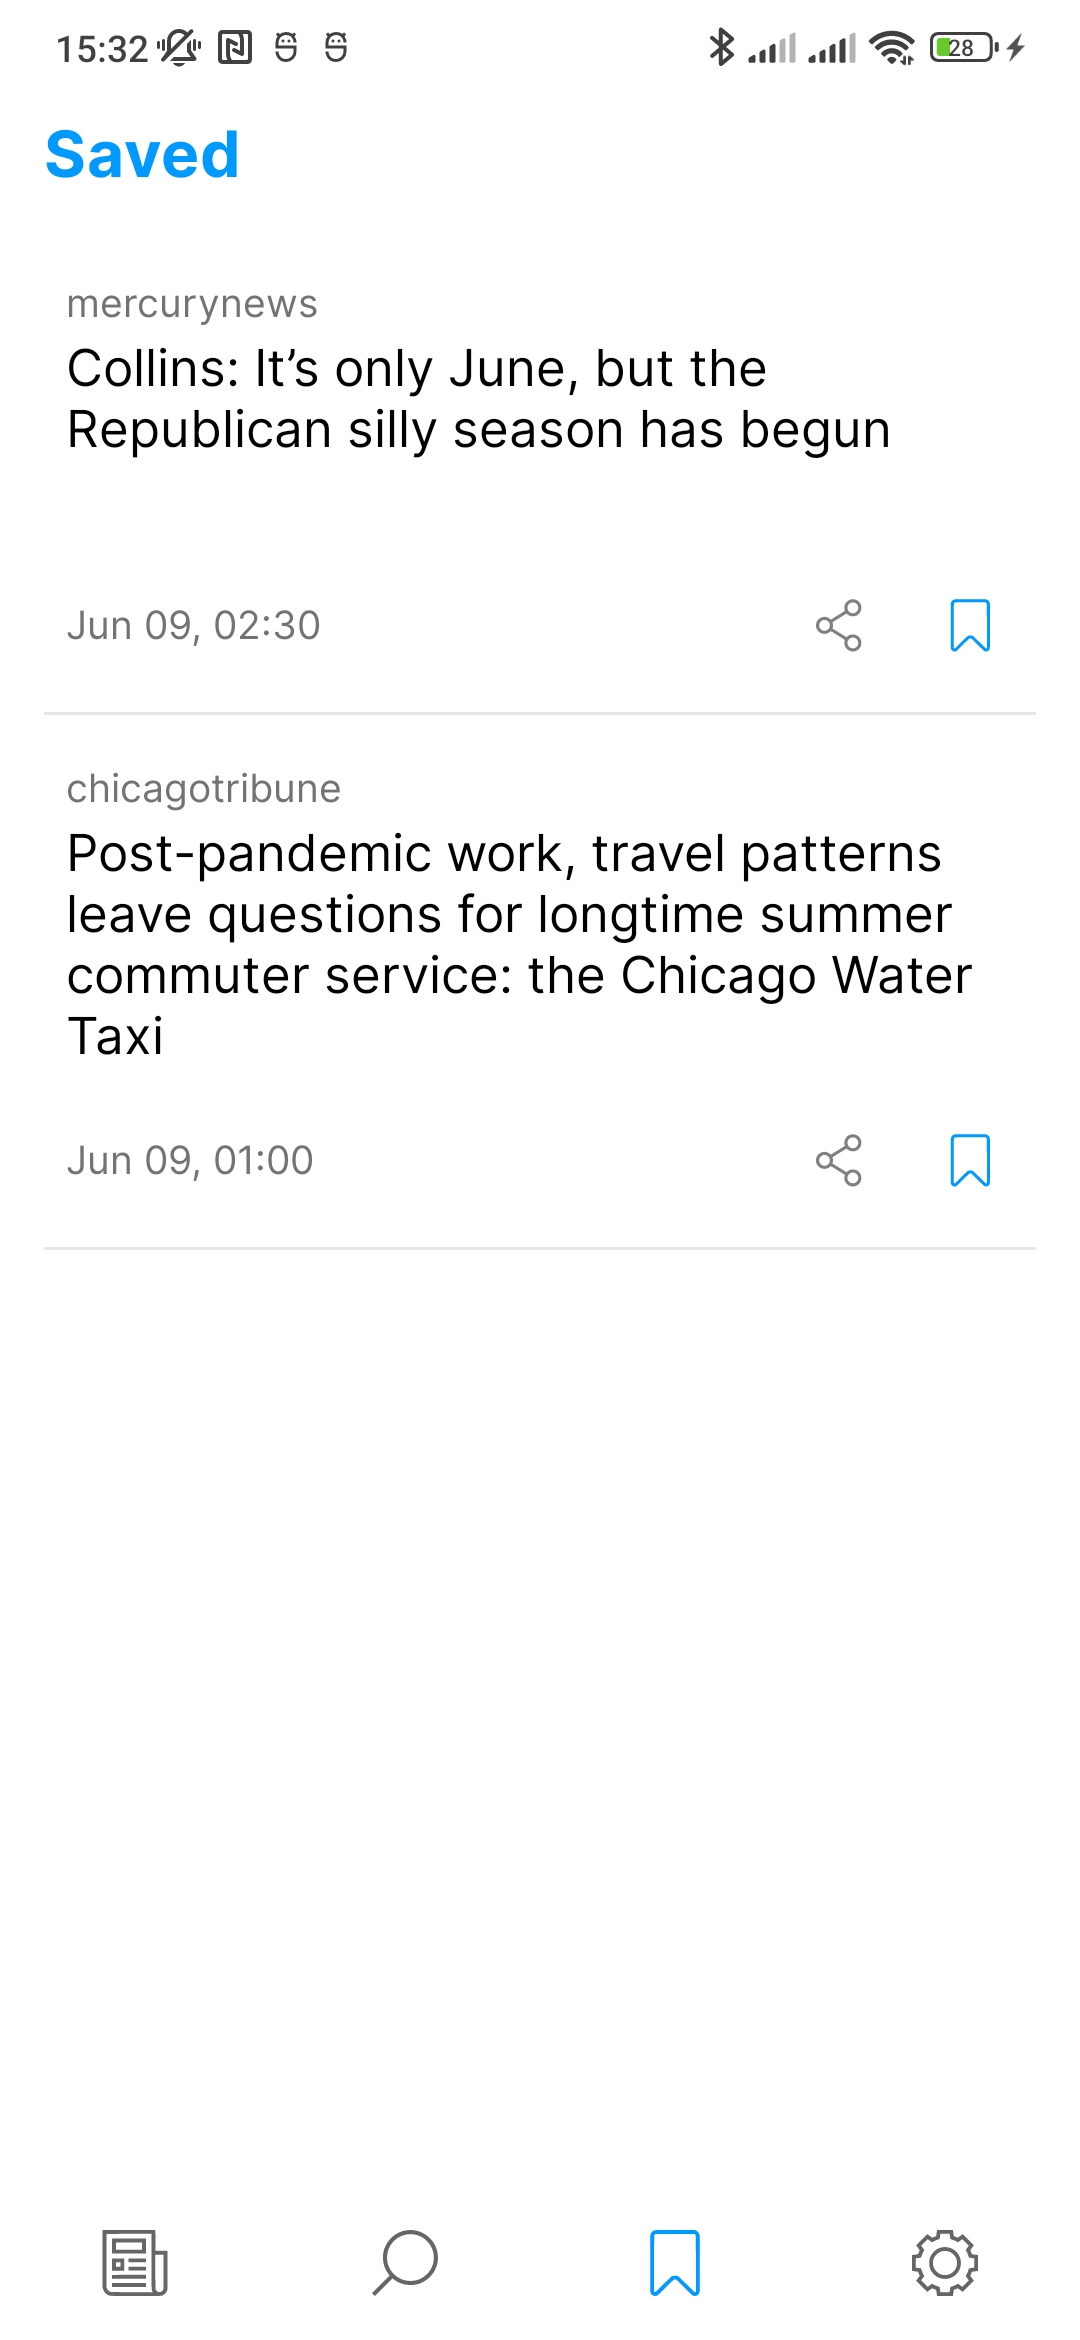 15:32
28
Saved
mercurynews
Collins: It’s only June, but the
Republican silly season has begun
Jun 09, 02:30
chicagotribune
Post-pandemic work, travel patterns
leave questions for longtime summer
commuter service: the Chicago Water
Taxi
Jun 09, 01:00